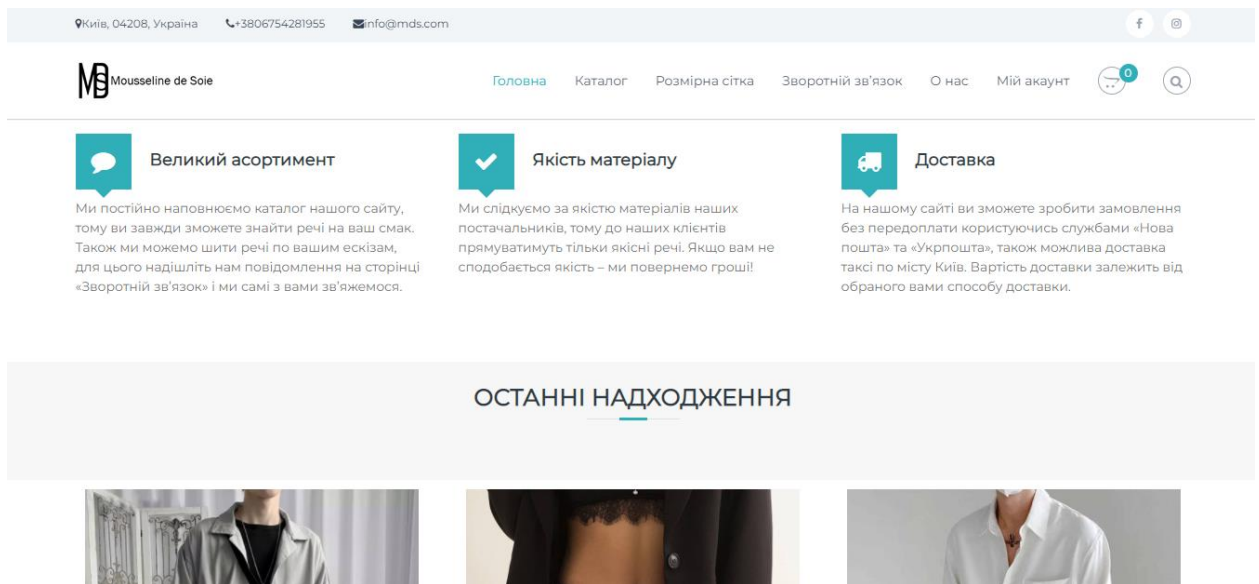 Київ, 04208, Україна +3806754281955 info@mds.com
MDS Mousseline de Soie
Головна Каталог Розмірна сітка Зворотній зв'язок О нас Мій акаунт 0
Великий асортимент
Ми постійно наповнюємо каталог нашого сайту,
тому ви завжди зможете знайти речі на ваш смак.
Також ми можемо шити речі по вашим ескізам,
для цього надішліть нам повідомлення на сторінці
«Зворотній зв'язок» і ми самі з вами зв'яжемося.
Якість матеріалу
Ми слідкуємо за якістю матеріалів наших
постачальників, тому до наших клієнтів
прямуватимуть тільки якісні речі. Якщо вам не
сподобається якість – ми повернемо гроші!
Доставка
На нашому сайті ви зможете зробити замовлення
без передоплати користуючись службами «Нова
пошта» та «Укрпошта», також можлива доставка
таксі по місту Київ. Вартість доставки залежить від
обраного вами способу доставки.
ОСТАННІ НАДХОДЖЕННЯ